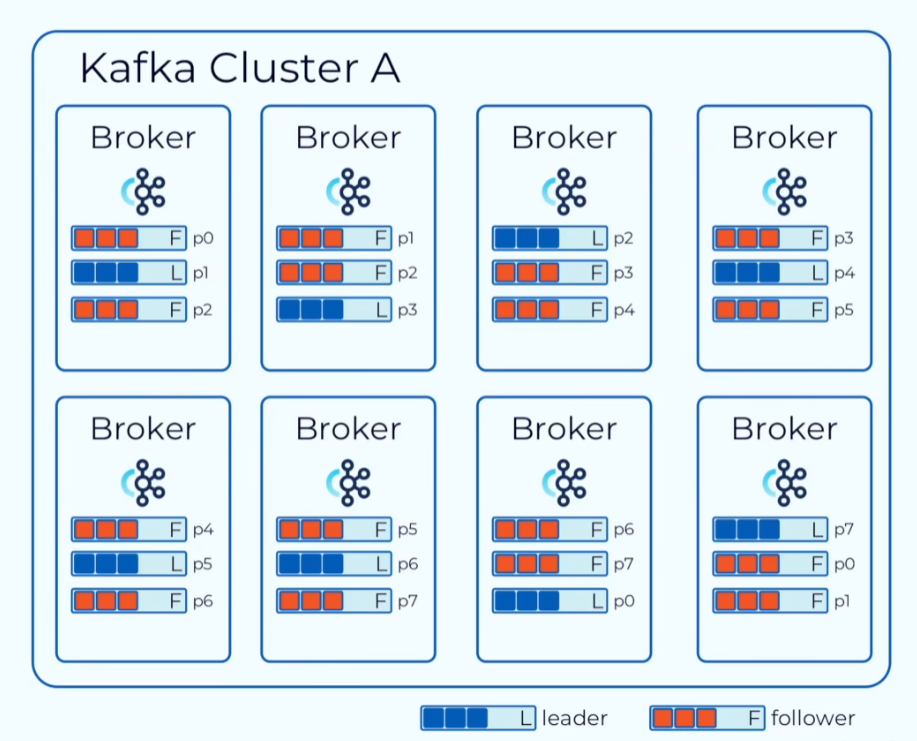 Kafka Cluster A
Broker
F p0
L p1
F p2
Broker
F p1
F p2
L p3
Broker
L p2
F p3
F p4
Broker
F p3
L p4
F p5
Broker
F p4
L p5
F p6
Broker
F p5
L p6
F p7
Broker
F p6
F p7
L p0
Broker
L p7
F p0
F p1
L leader
F follower